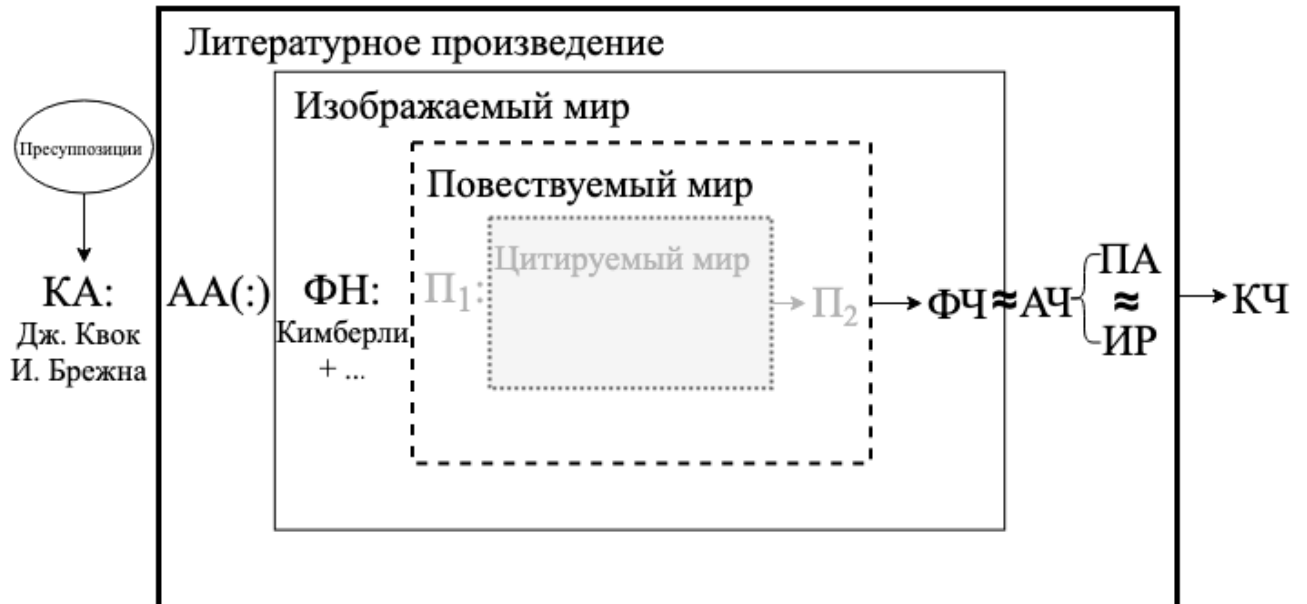 Литературное произведение
Изображаемый мир
Пресуппозиции
Повествуемый мир
Цитируемый мир
КА: АА(:) ФН: П₁: П₂ ФЧ≈АЧ ПА ≈ ИР КЧ
Дж. Квок
И. Брежна
Кимберли
+ ...